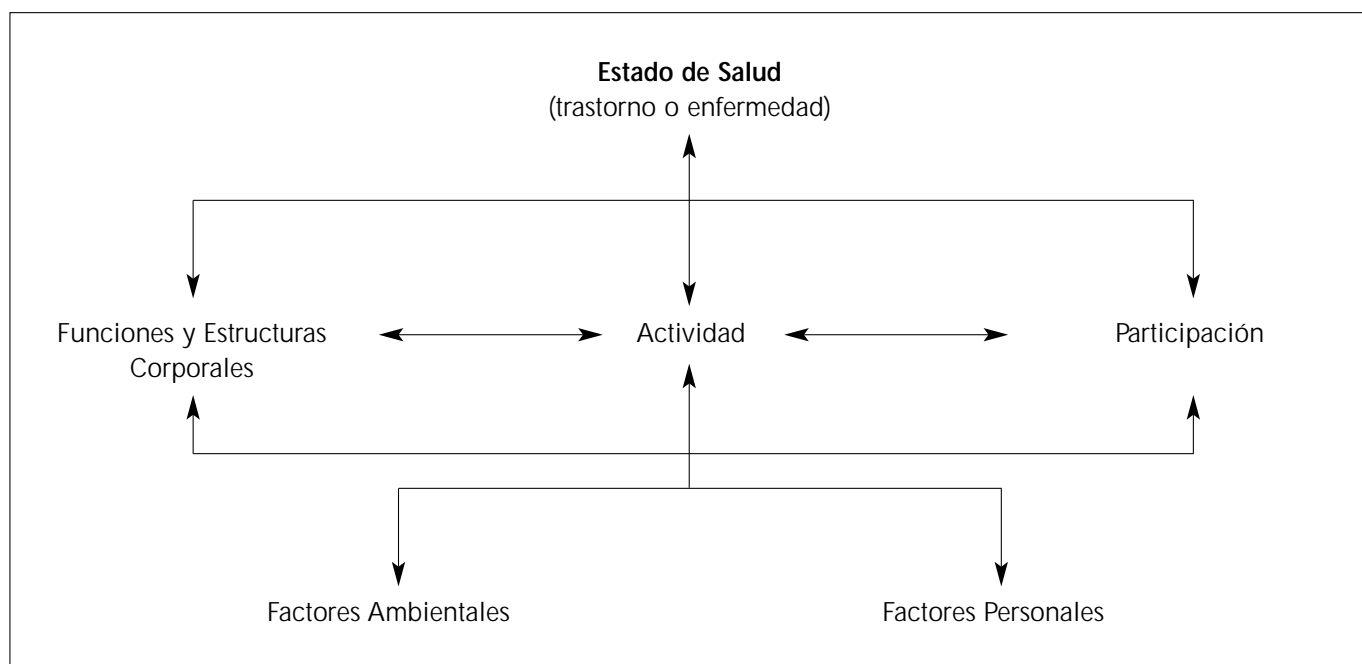 Estado de Salud
(trastorno o enfermedad)
Funciones y Estructuras
Corporales
Actividad
Participación
Factores Ambientales
Factores Personales